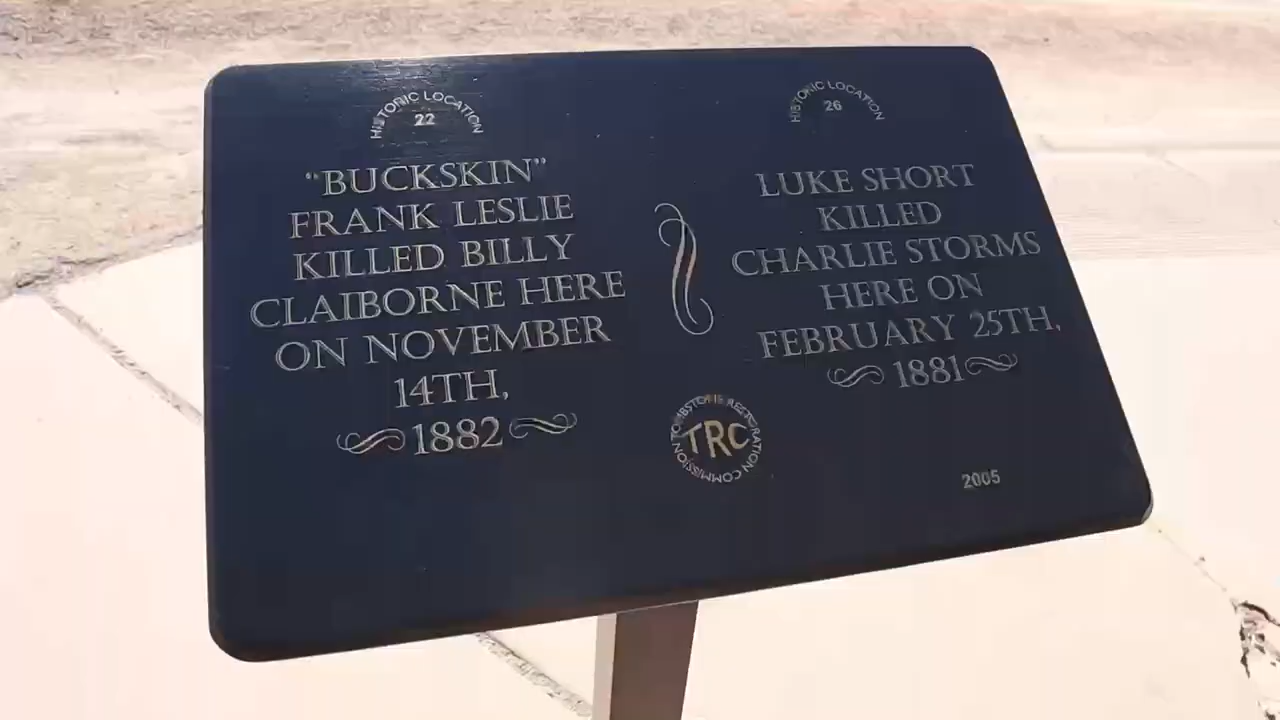 HISTORIC LOCATION
22
"BUCKSKIN"
FRANK LESLIE
KILLED BILLY
CLAIBORNE HERE
ON NOVEMBER
14TH,
1882
HISTORIC LOCATION
26
LUKE SHORT
KILLED
CHARLIE STORMS
HERE ON
FEBRUARY 25TH,
1881
TOMBSTONE RESTORATION COMMISSION
TRC
2005